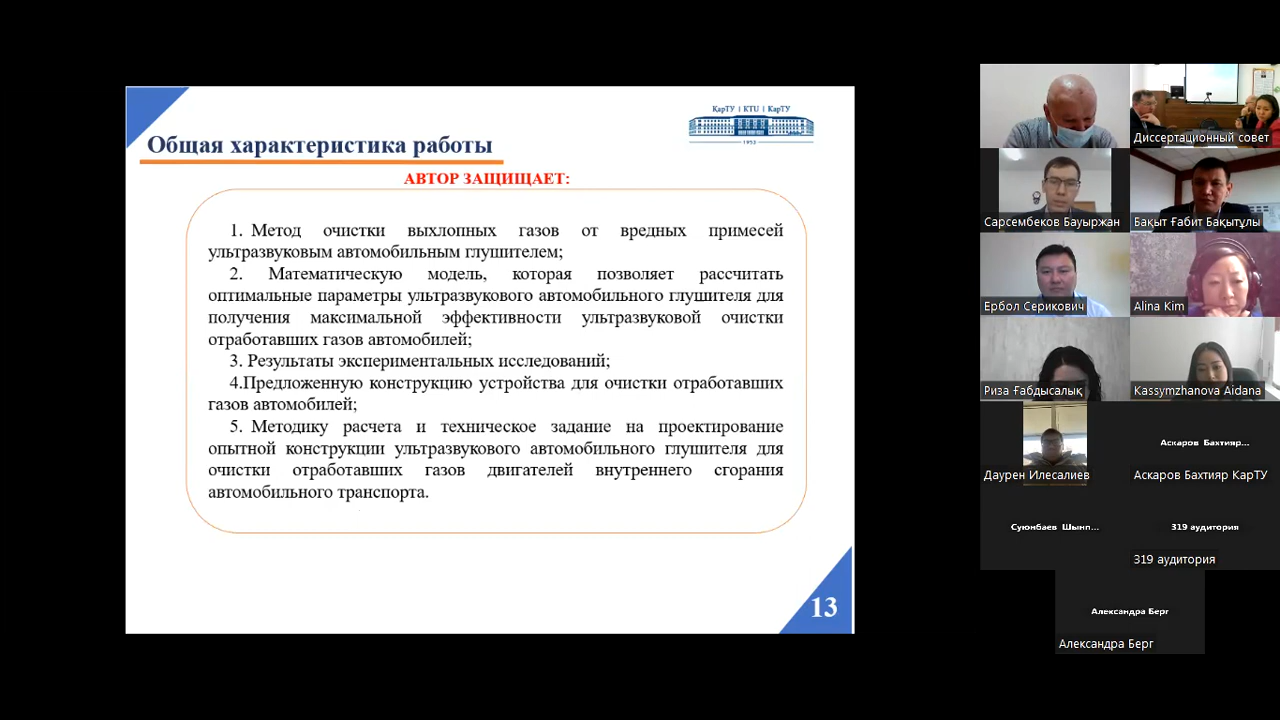 ҚарТУ | KTU | КарТУ
1953
Общая характеристика работы
АВТОР ЗАЩИЩАЕТ:
1. Метод очистки выхлопных газов от вредных примесей
ультразвуковым автомобильным глушителем;
2. Математическую модель, которая позволяет рассчитать
оптимальные параметры ультразвукового автомобильного глушителя для
получения максимальной эффективности ультразвуковой очистки
отработавших газов автомобилей;
3. Результаты экспериментальных исследований;
4.Предложенную конструкцию устройства для очистки отработавших
газов автомобилей;
5. Методику расчета и техническое задание на проектирование
опытной конструкции ультразвукового автомобильного глушителя для
очистки отработавших газов двигателей внутреннего сгорания
автомобильного транспорта.
13
Диссертационный совет
Сарсембеков Бауыржан
Бақыт Ғабит Бақытұлы
Ербол Серикович
Alina Kim
Риза Ғабдысалық
Kassymzhanova Aidana
Даурен Илесалиев
Аскаров Бахтияр...
Аскаров Бахтияр КарТУ
Суюнбаев Шынп...
319 аудитория
319 аудитория
Александра Берг
Александра Берг